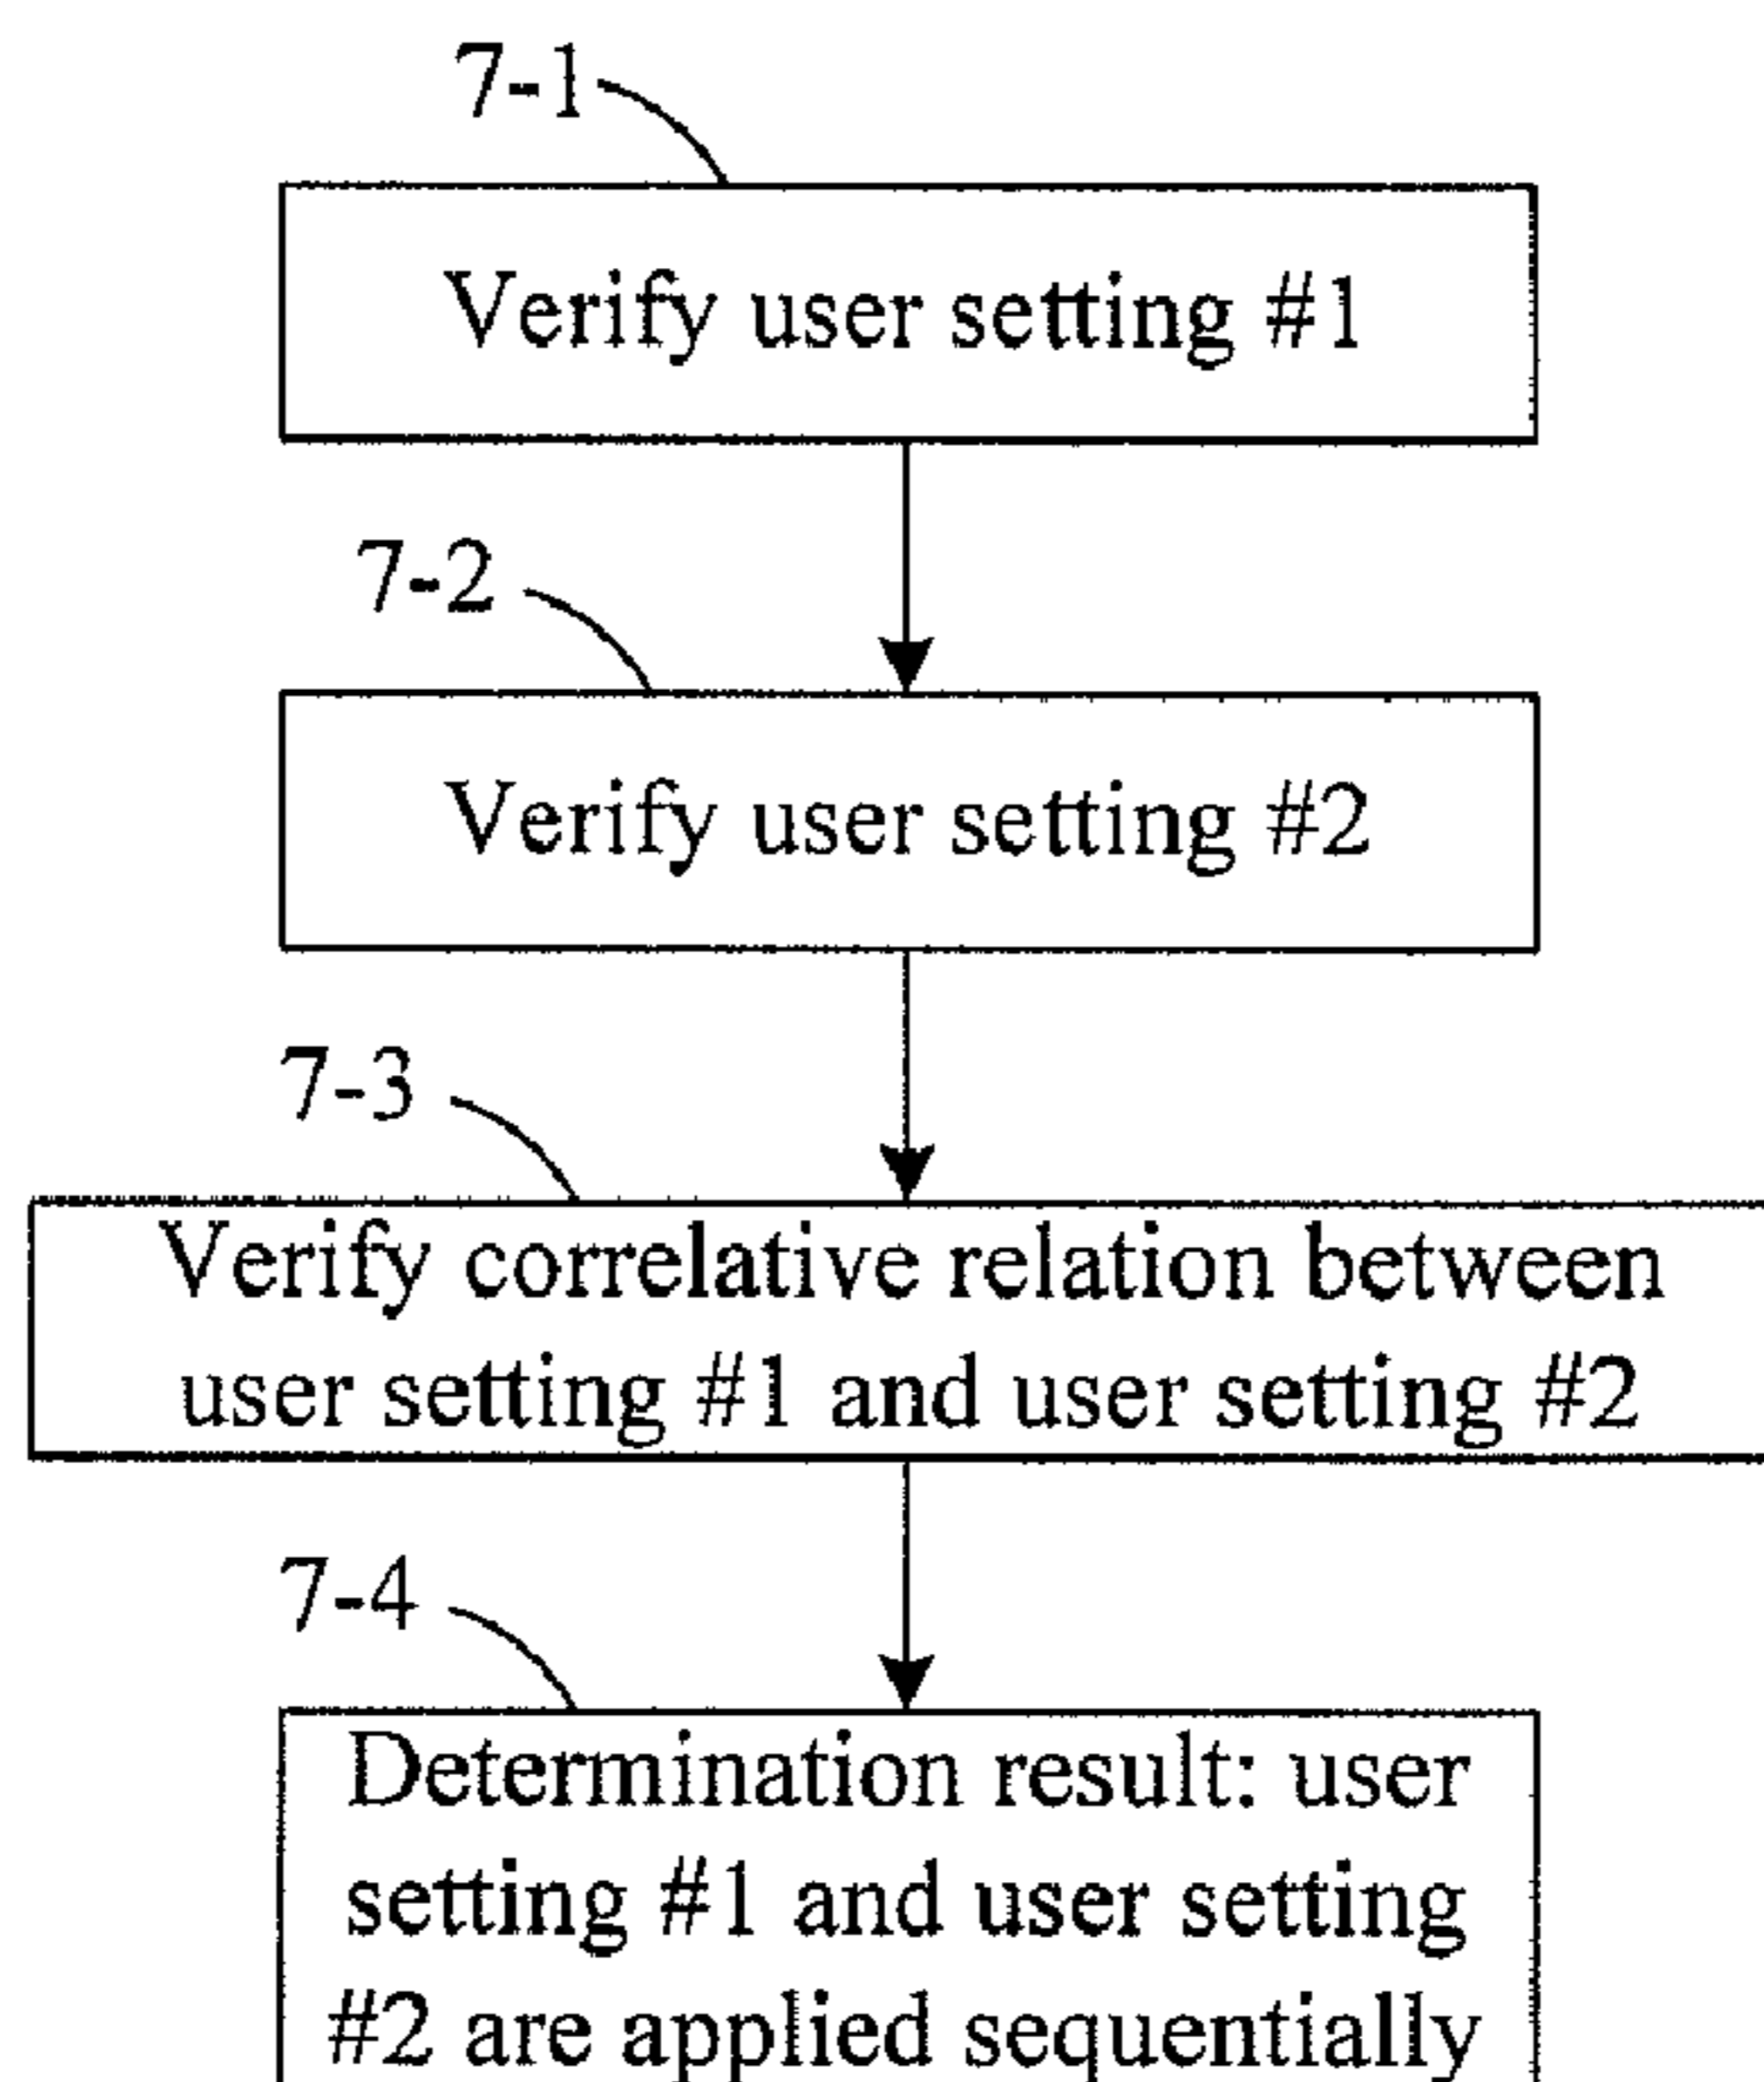 7-1
Verify user setting #1
7-2
Verify user setting #2
7-3
Verify correlative relation between
user setting #1 and user setting #2
7-4
Determination result: user
setting #1 and user setting
#2 are applied sequentially